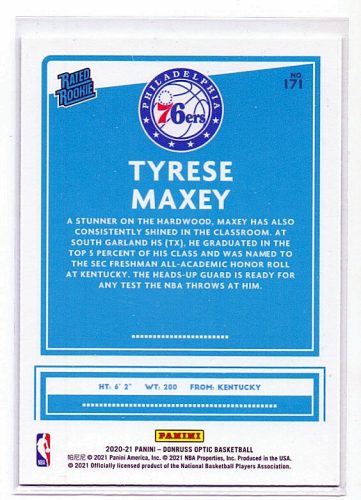 RATED
ROOKIE
PHILADELPHIA
76ERS
NO.
171
TYRESE
MAXEY
A STUNNER ON THE HARDWOOD, MAXEY HAS ALSO
CONSISTENTLY SHINED IN THE CLASSROOM. AT
SOUTH GARLAND HS (TX), HE GRADUATED IN THE
TOP 5 PERCENT OF HIS CLASS AND WAS NAMED TO
THE SEC FRESHMAN ALL-ACADEMIC HONOR ROLL
AT KENTUCKY. THE HEADS-UP GUARD IS READY FOR
ANY TEST THE NBA THROWS AT HIM.
HT: 6' 2" WT: 200 FROM: KENTUCKY
PANINI
2020-21 PANINI – DONRUSS OPTIC BASKETBALL
帕尼尼 © 2021 Panini America, Inc. © 2021 NBA Properties, Inc. Produced in the USA.
© 2021 Officially licensed product of the National Basketball Players Association.
NBA